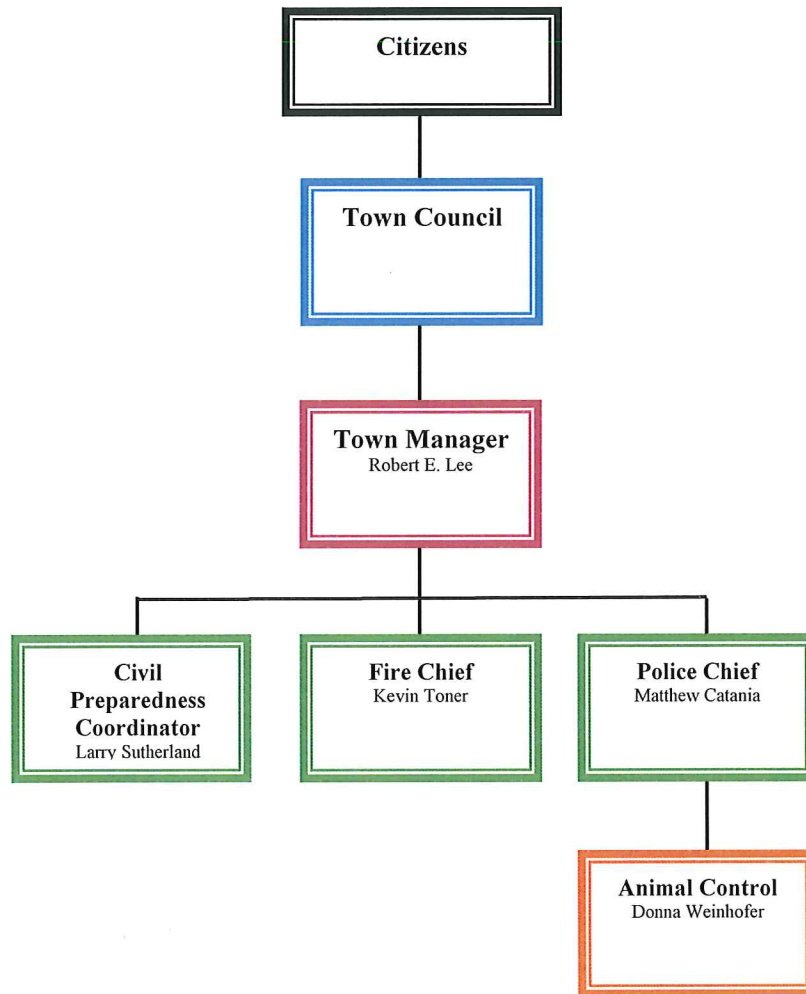 Citizens
Town Council
Town Manager
Robert E. Lee
Civil
Preparedness
Coordinator
Larry Sutherland
Fire Chief
Kevin Toner
Police Chief
Matthew Catania
Animal Control
Donna Weinhofer